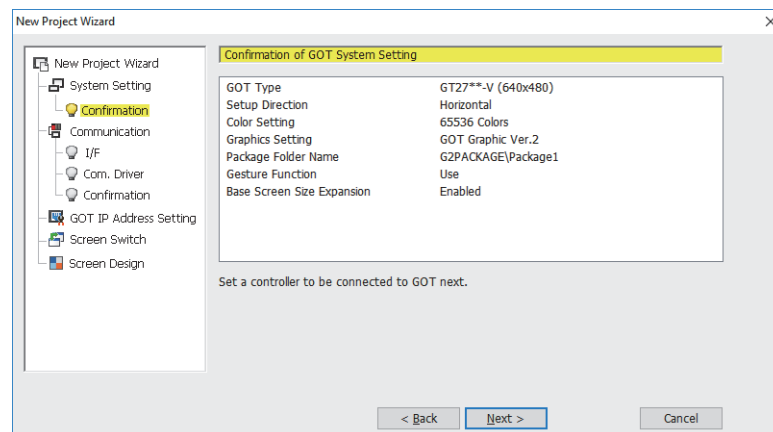 New Project Wizard
New Project Wizard
System Setting
Confirmation
Communication
I/F
Com. Driver
Confirmation
GOT IP Address Setting
Screen Switch
Screen Design
Confirmation of GOT System Setting
GOT Type GT27**-V (640x480)
Setup Direction Horizontal
Color Setting 65536 Colors
Graphics Setting GOT Graphic Ver.2
Package Folder Name G2PACKAGE\Package1
Gesture Function Use
Base Screen Size Expansion Enabled
Set a controller to be connected to GOT next.
< Back Next > Cancel